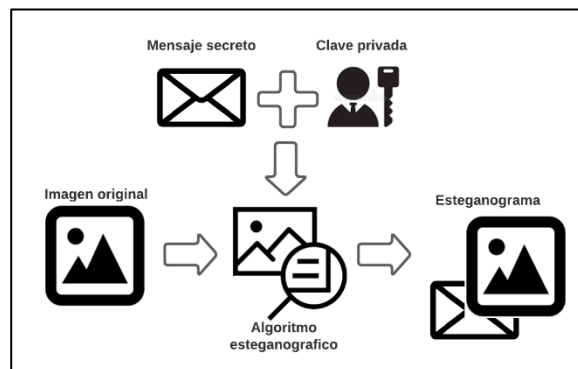 Mensaje secreto
Clave privada
Imagen original
Esteganograma
Algoritmo
esteganografico